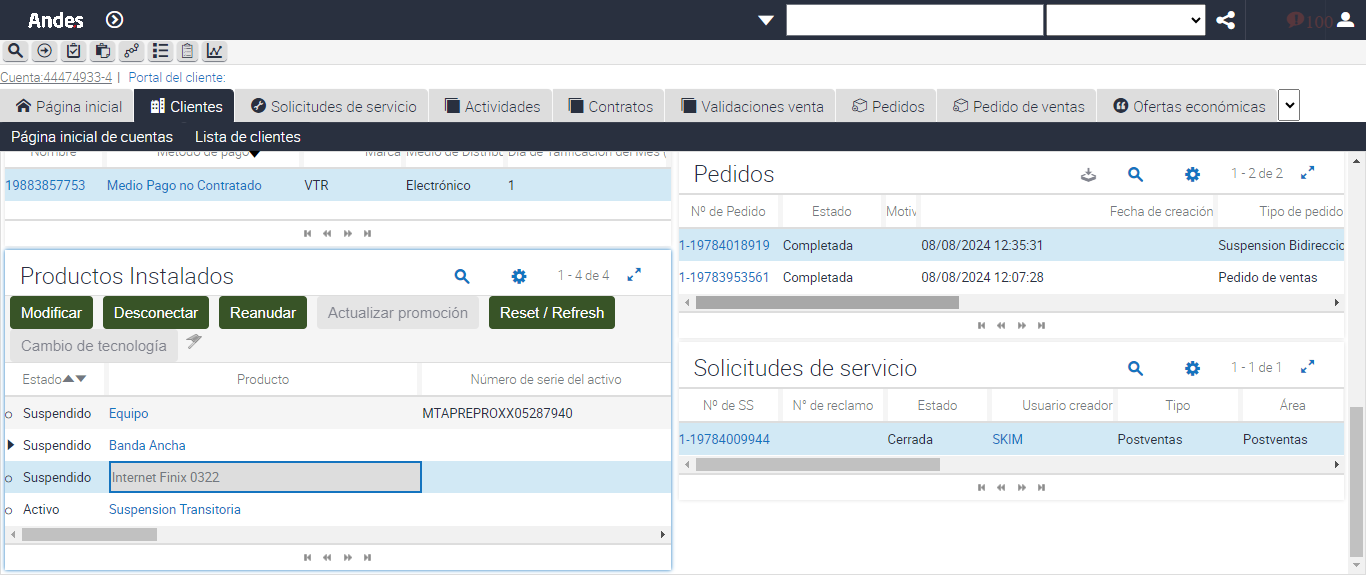 Andes
100
Cuenta:44474933-4 | Portal del cliente:
Página inicial Clientes Solicitudes de servicio Actividades Contratos Validaciones venta Pedidos Pedido de ventas Ofertas económicas
Página inicial de cuentas Lista de clientes
Nombre Método de pago Marca Medio de Distrib Día de Tarificación del Mes (
19883857753 Medio Pago no Contratado VTR Electrónico 1
Productos Instalados 1 - 4 de 4
Modificar Desconectar Reanudar Actualizar promoción Reset / Refresh
Cambio de tecnología
Estado Producto Número de serie del activo
Suspendido Equipo MTAPREPROXX05287940
Suspendido Banda Ancha
Suspendido Internet Finix 0322
Activo Suspension Transitoria
Pedidos 1 - 2 de 2
Nº de Pedido Estado Motiv Fecha de creación Tipo de pedido
1-19784018919 Completada 08/08/2024 12:35:31 Suspension Bidireccio
1-19783953561 Completada 08/08/2024 12:07:28 Pedido de ventas
Solicitudes de servicio 1 - 1 de 1
Nº de SS N° de reclamo Estado Usuario creador Tipo Área
1-19784009944 Cerrada SKIM Postventas Postventas